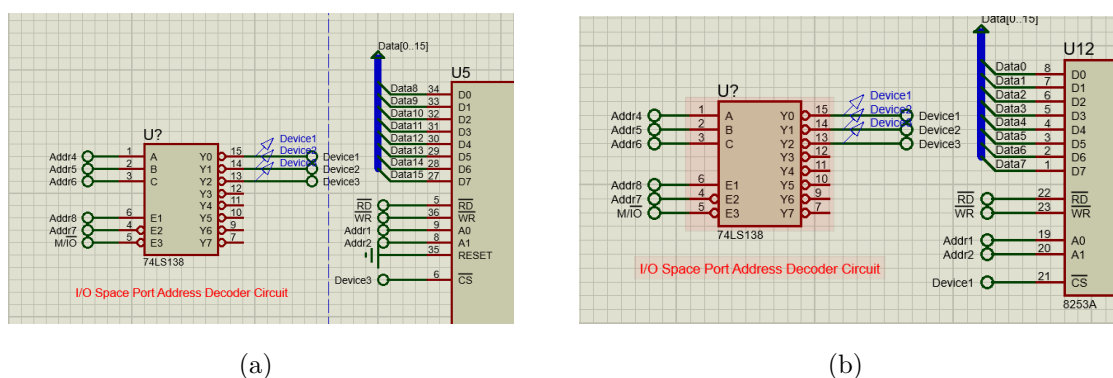 Data[0..15]
U5
Data8 34 D0
Data9 33 D1
Data10 32 D2
Data11 31 D3
Data12 30 D4
Data13 29 D5
Data14 28 D6
Data15 27 D7
U?
Device1
Device2
Addr4 1 A Y0 15 Device1
Addr5 2 B Y1 14 Device2
Addr6 3 C Y2 13 Device3
Y3 12
Y4 11
Addr8 6 E1 Y5 10
Addr7 4 E2 Y6 9
M/IO 5 E3 Y7 7
74LS138
RD 5 RD
WR 36 WR
Addr1 9 A0
Addr2 8 A1
35 RESET
Device3 6 CS
I/O Space Port Address Decoder Circuit
(a)
Data[0..15]
U12
Data0 8 D0
Data1 7 D1
Data2 6 D2
Data3 5 D3
Data4 4 D4
Data5 3 D5
Data6 2 D6
Data7 1 D7
U?
Device1
Device2
Addr4 1 A Y0 15 Device1
Addr5 2 B Y1 14 Device2
Addr6 3 C Y2 13 Device3
Y3 12
Y4 11
Addr8 6 E1 Y5 10
Addr7 4 E2 Y6 9
M/IO 5 E3 Y7 7
74LS138
RD 22 RD
WR 23 WR
Addr1 19 A0
Addr2 20 A1
Device1 21 CS
8253A
I/O Space Port Address Decoder Circuit
(b)